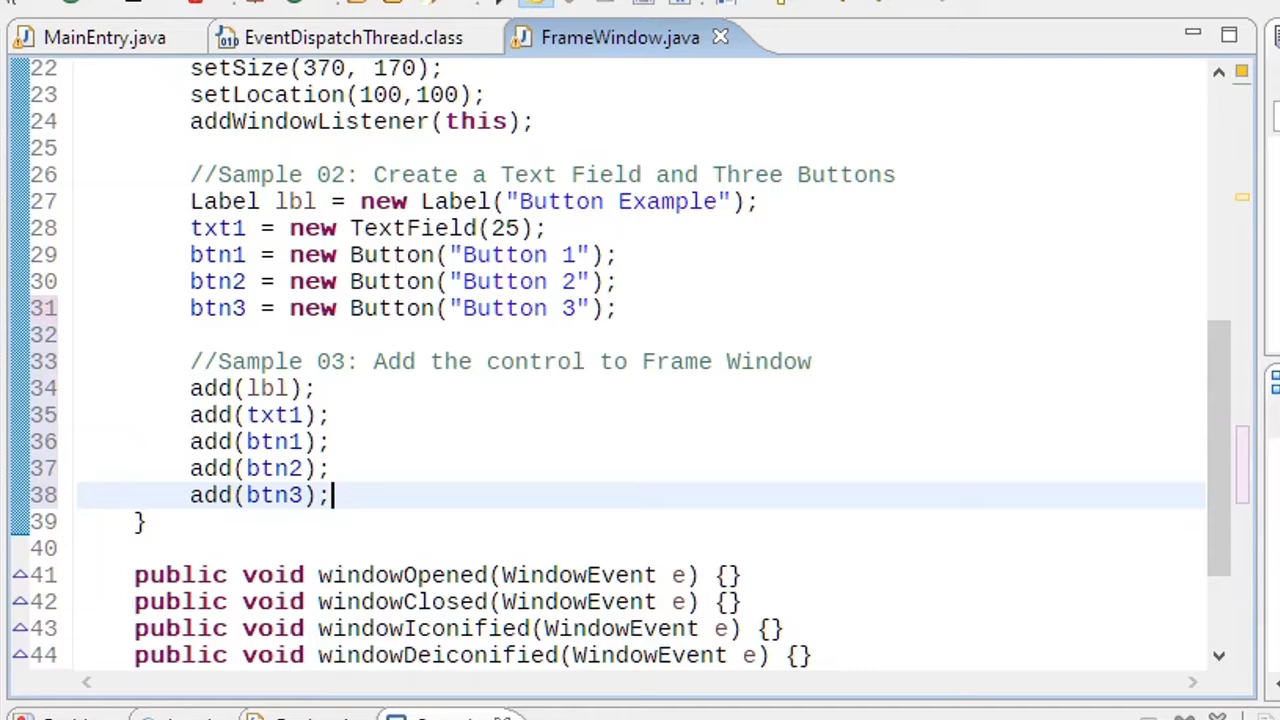 MainEntry.java EventDispatchThread.class FrameWindow.java
22 setSize(370, 170);
23 setLocation(100,100);
24 addWindowListener(this);
25
26 //Sample 02: Create a Text Field and Three Buttons
27 Label lbl = new Label("Button Example");
28 txt1 = new TextField(25);
29 btn1 = new Button("Button 1");
30 btn2 = new Button("Button 2");
31 btn3 = new Button("Button 3");
32
33 //Sample 03: Add the control to Frame Window
34 add(lbl);
35 add(txt1);
36 add(btn1);
37 add(btn2);
38 add(btn3);
39 }
40
41 public void windowOpened(WindowEvent e) {}
42 public void windowClosed(WindowEvent e) {}
43 public void windowIconified(WindowEvent e) {}
44 public void windowDeiconified(WindowEvent e) {}